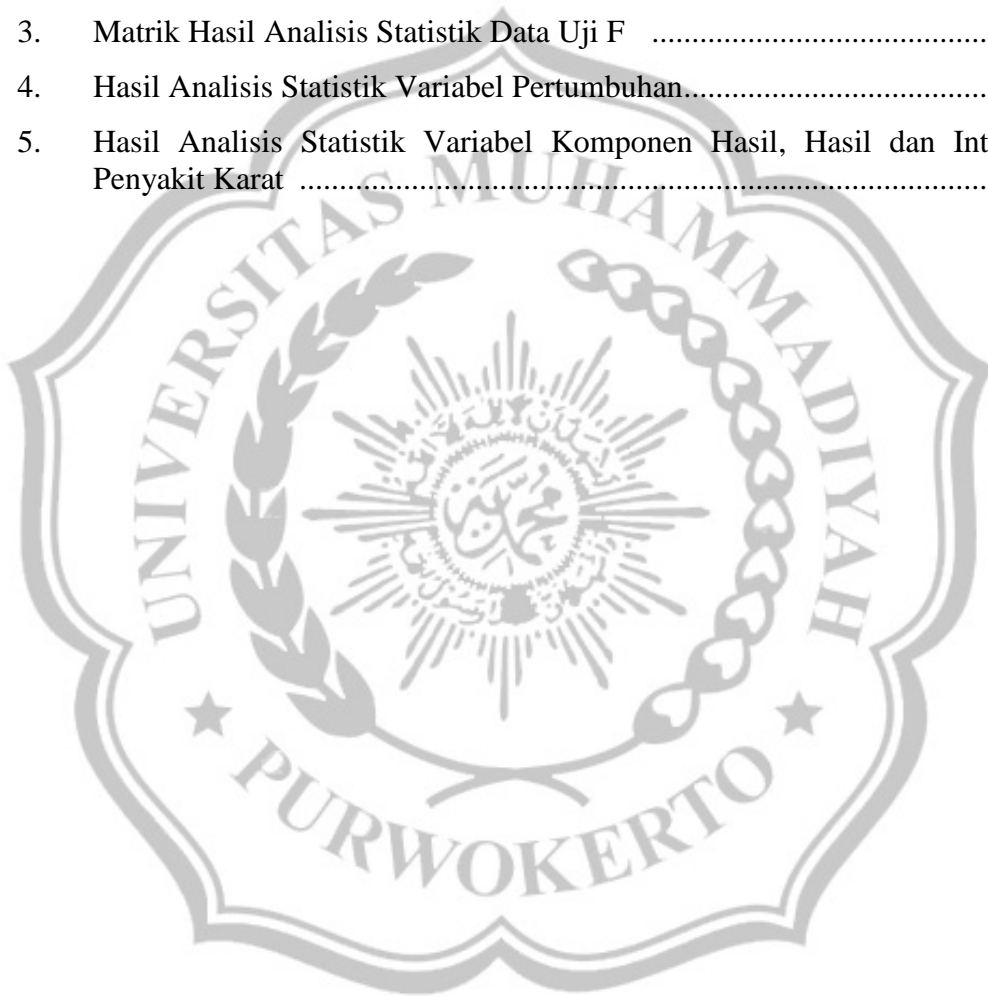 3. Matrik Hasil Analisis Statistik Data Uji F ..........................................
4. Hasil Analisis Statistik Variabel Pertumbuhan......................................
5. Hasil Analisis Statistik Variabel Komponen Hasil, Hasil dan Int
Penyakit Karat ......................................................................................
UNIVERSITAS MUHAMMADIYAH
PURWOKERTO